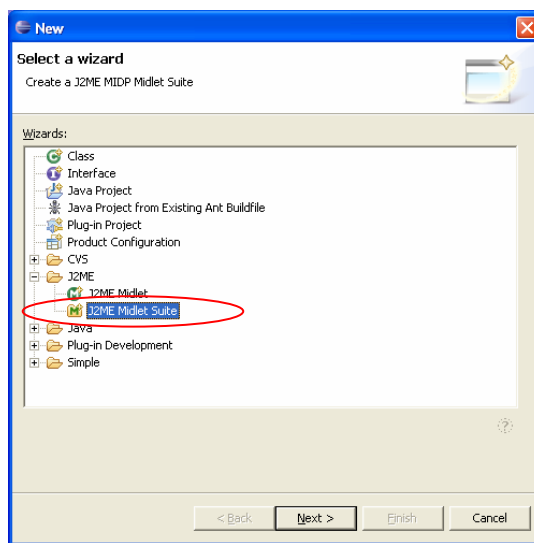 New
Select a wizard
Create a J2ME MIDP Midlet Suite
Wizards:
Class
Interface
Java Project
Java Project from Existing Ant Buildfile
Plug-in Project
Product Configuration
CVS
J2ME
J2ME Midlet
J2ME Midlet Suite
Java
Plug-in Development
Simple
< Back Next > Finish Cancel